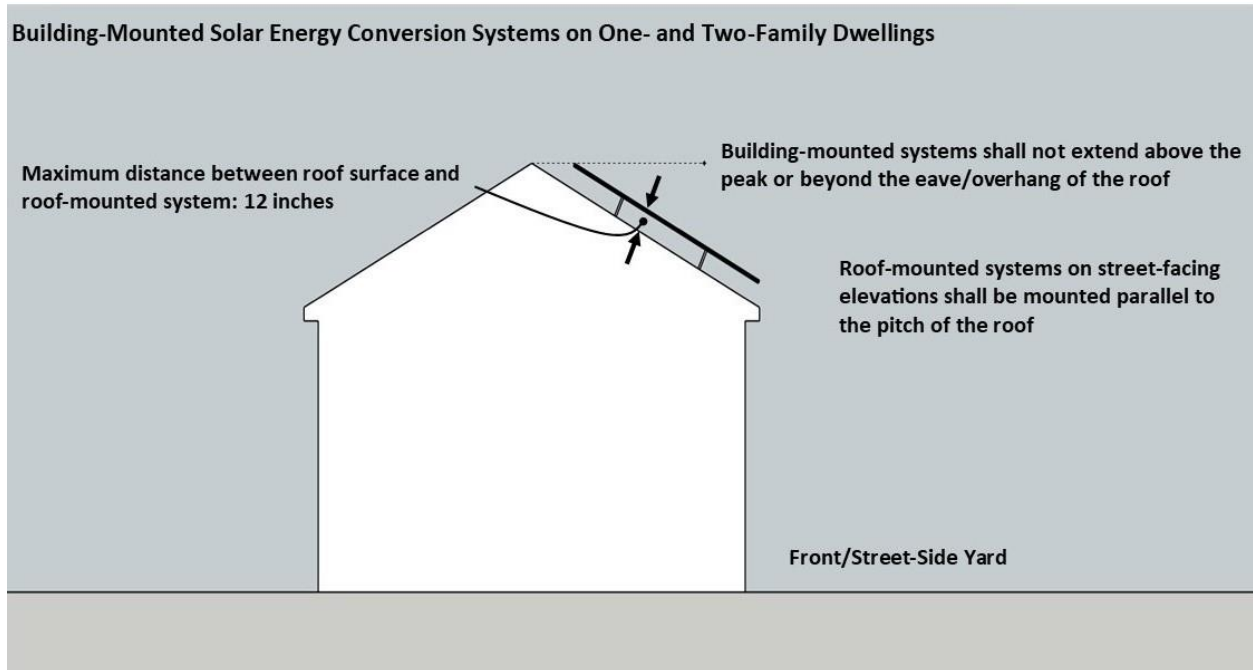 Building-Mounted Solar Energy Conversion Systems on One- and Two-Family Dwellings
Maximum distance between roof surface and
roof-mounted system: 12 inches
Building-mounted systems shall not extend above the
peak or beyond the eave/overhang of the roof
Roof-mounted systems on street-facing
elevations shall be mounted parallel to
the pitch of the roof
Front/Street-Side Yard